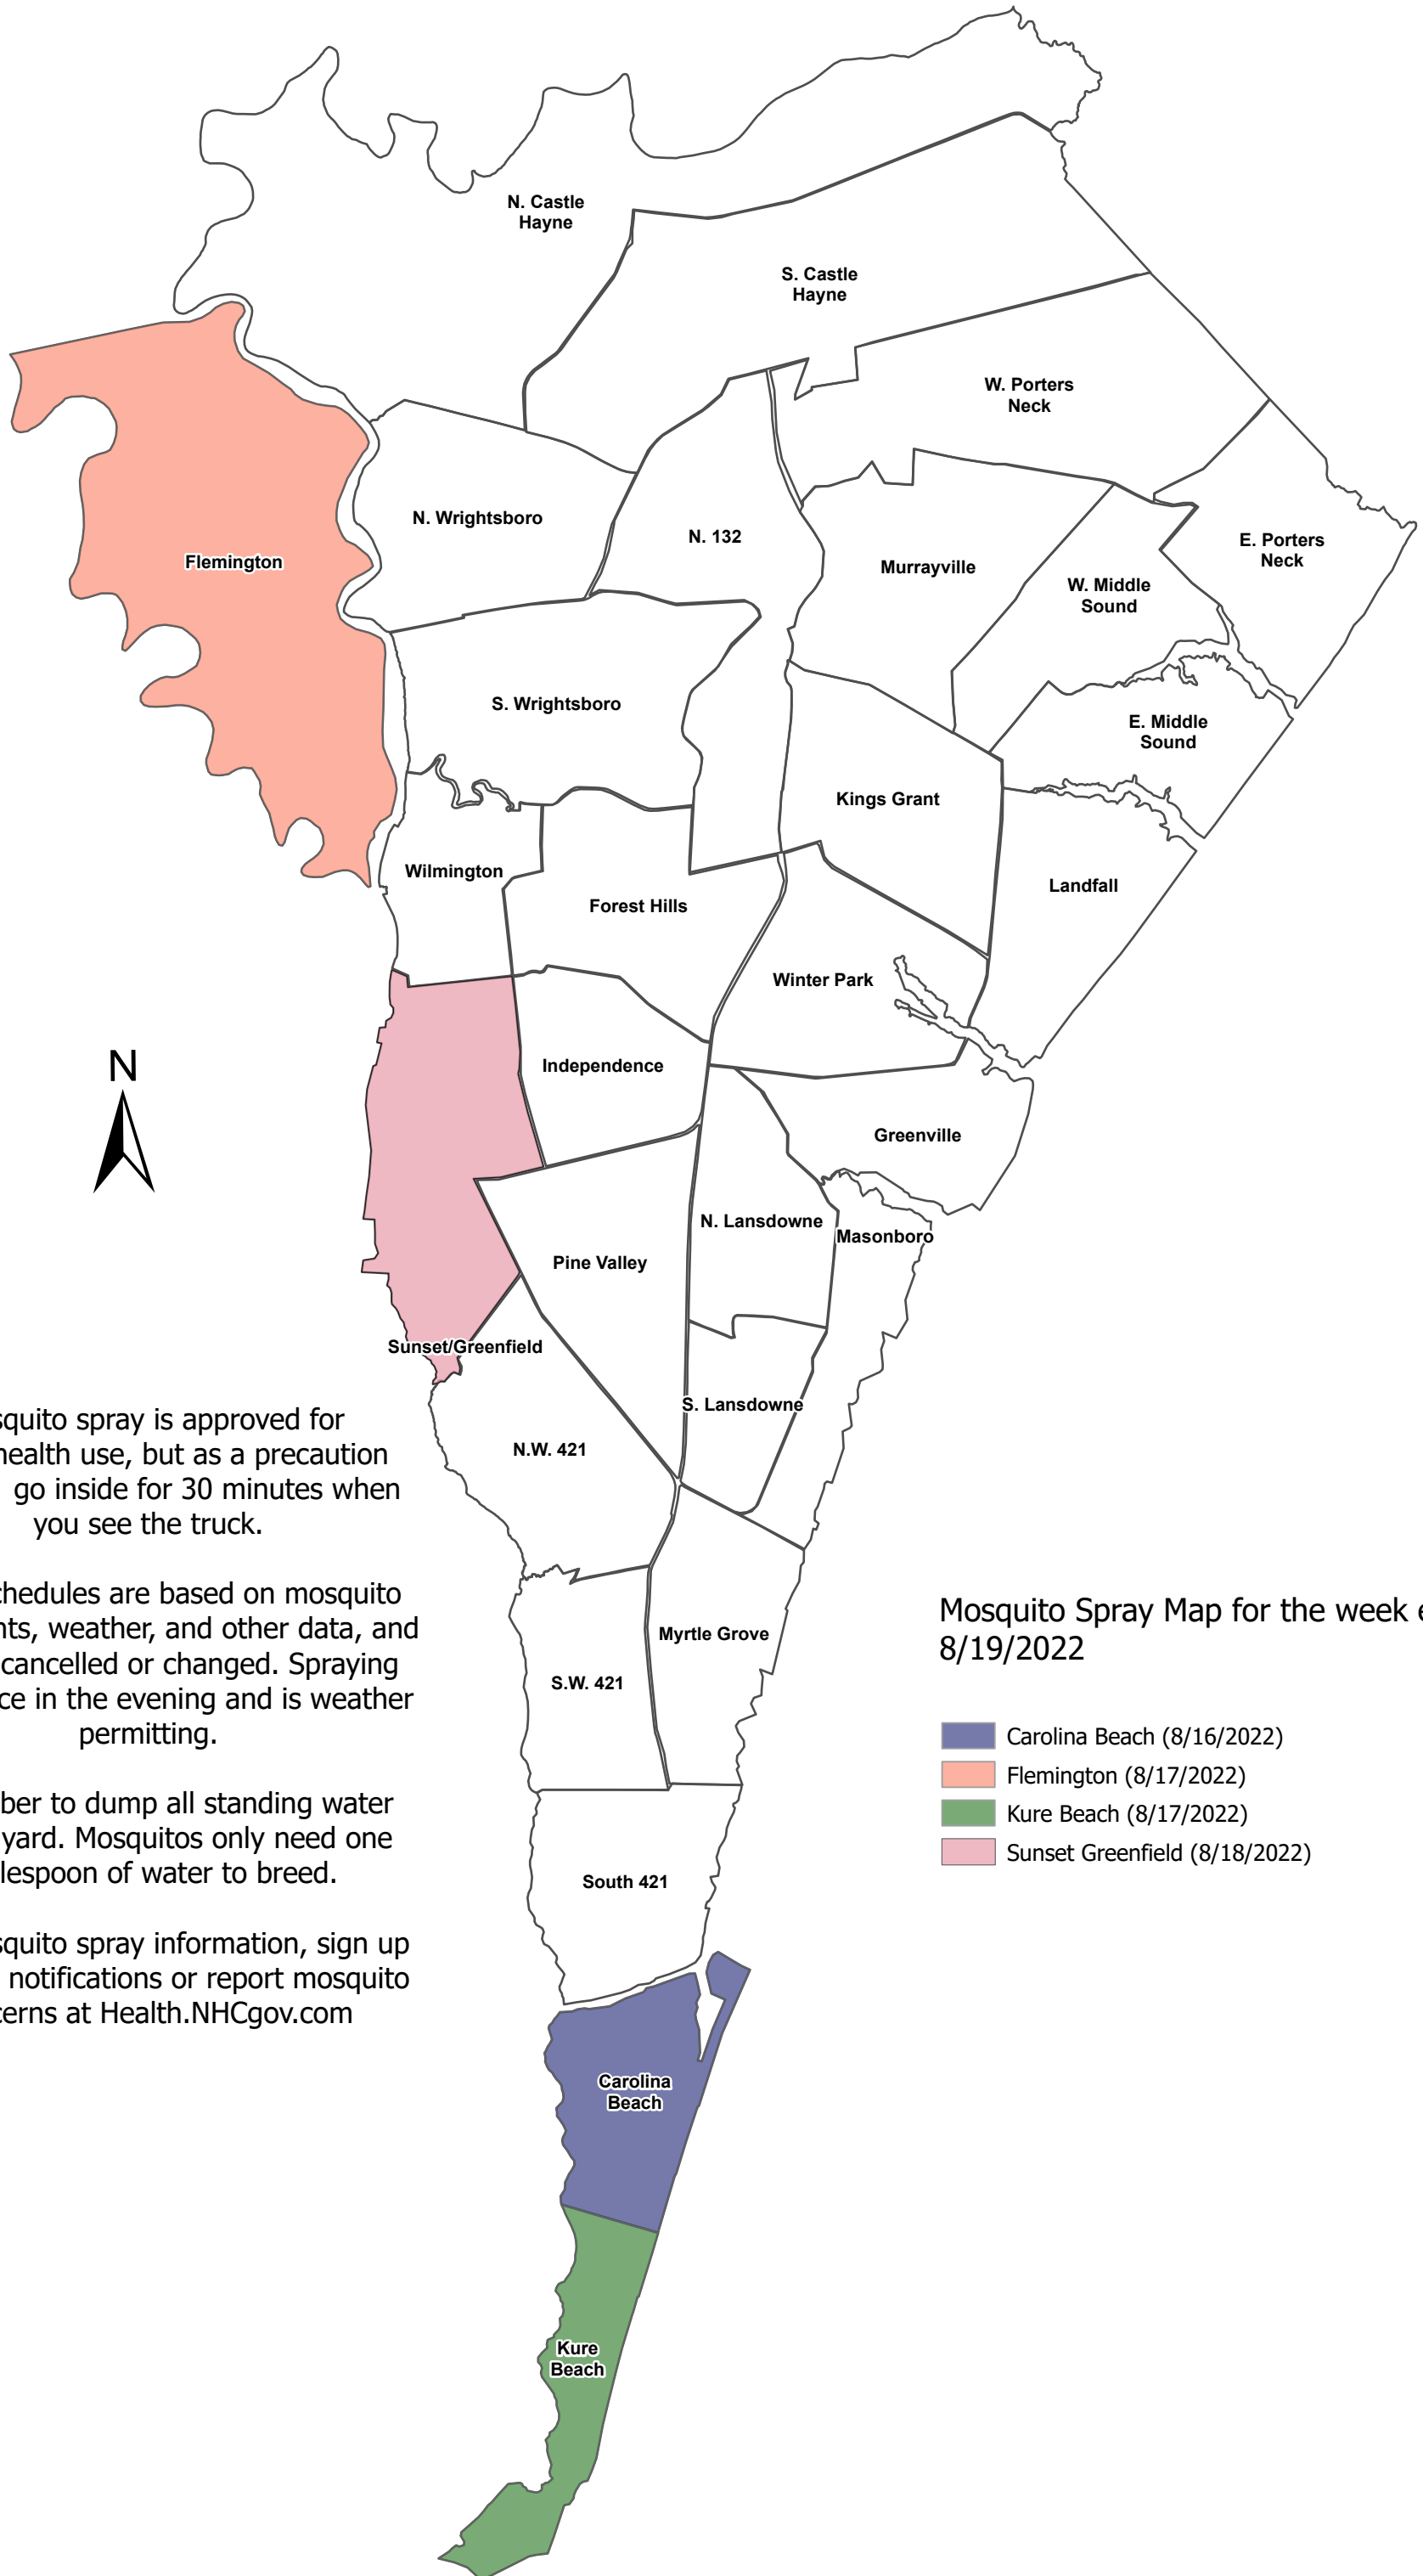 N. Castle
Hayne
S. Castle
Hayne
W. Porters
Neck
N. Wrightsboro
N. 132
E. Porters
Neck
Flemington
Murrayville
W. Middle
Sound
S. Wrightsboro
E. Middle
Sound
Kings Grant
Wilmington
Landfall
Forest Hills
Winter Park
N
Independence
Greenville
N. Lansdowne
Masonboro
Pine Valley
Sunset/Greenfield
S. Lansdowne
N.W. 421
squito spray is approved for
health use, but as a precaution
go inside for 30 minutes when
you see the truck.
chedules are based on mosquito
nts, weather, and other data, and
cancelled or changed. Spraying
ce in the evening and is weather
permitting.
ber to dump all standing water
yard. Mosquitos only need one
lespoon of water to breed.
squito spray information, sign up
notifications or report mosquito
cerns at Health.NHCgov.com
Myrtle Grove
S.W. 421
Mosquito Spray Map for the week e
8/19/2022
Carolina Beach (8/16/2022)
Flemington (8/17/2022)
Kure Beach (8/17/2022)
Sunset Greenfield (8/18/2022)
South 421
Carolina
Beach
Kure
Beach